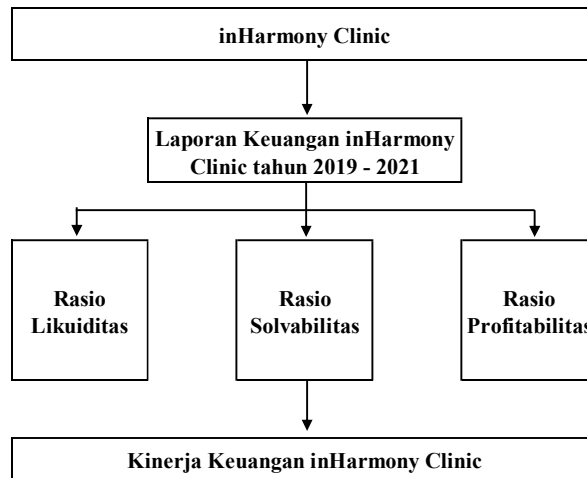 inHarmony Clinic
Laporan Keuangan inHarmony
Clinic tahun 2019 - 2021
Rasio
Likuiditas
Rasio
Solvabilitas
Rasio
Profitabilitas
Kinerja Keuangan inHarmony Clinic